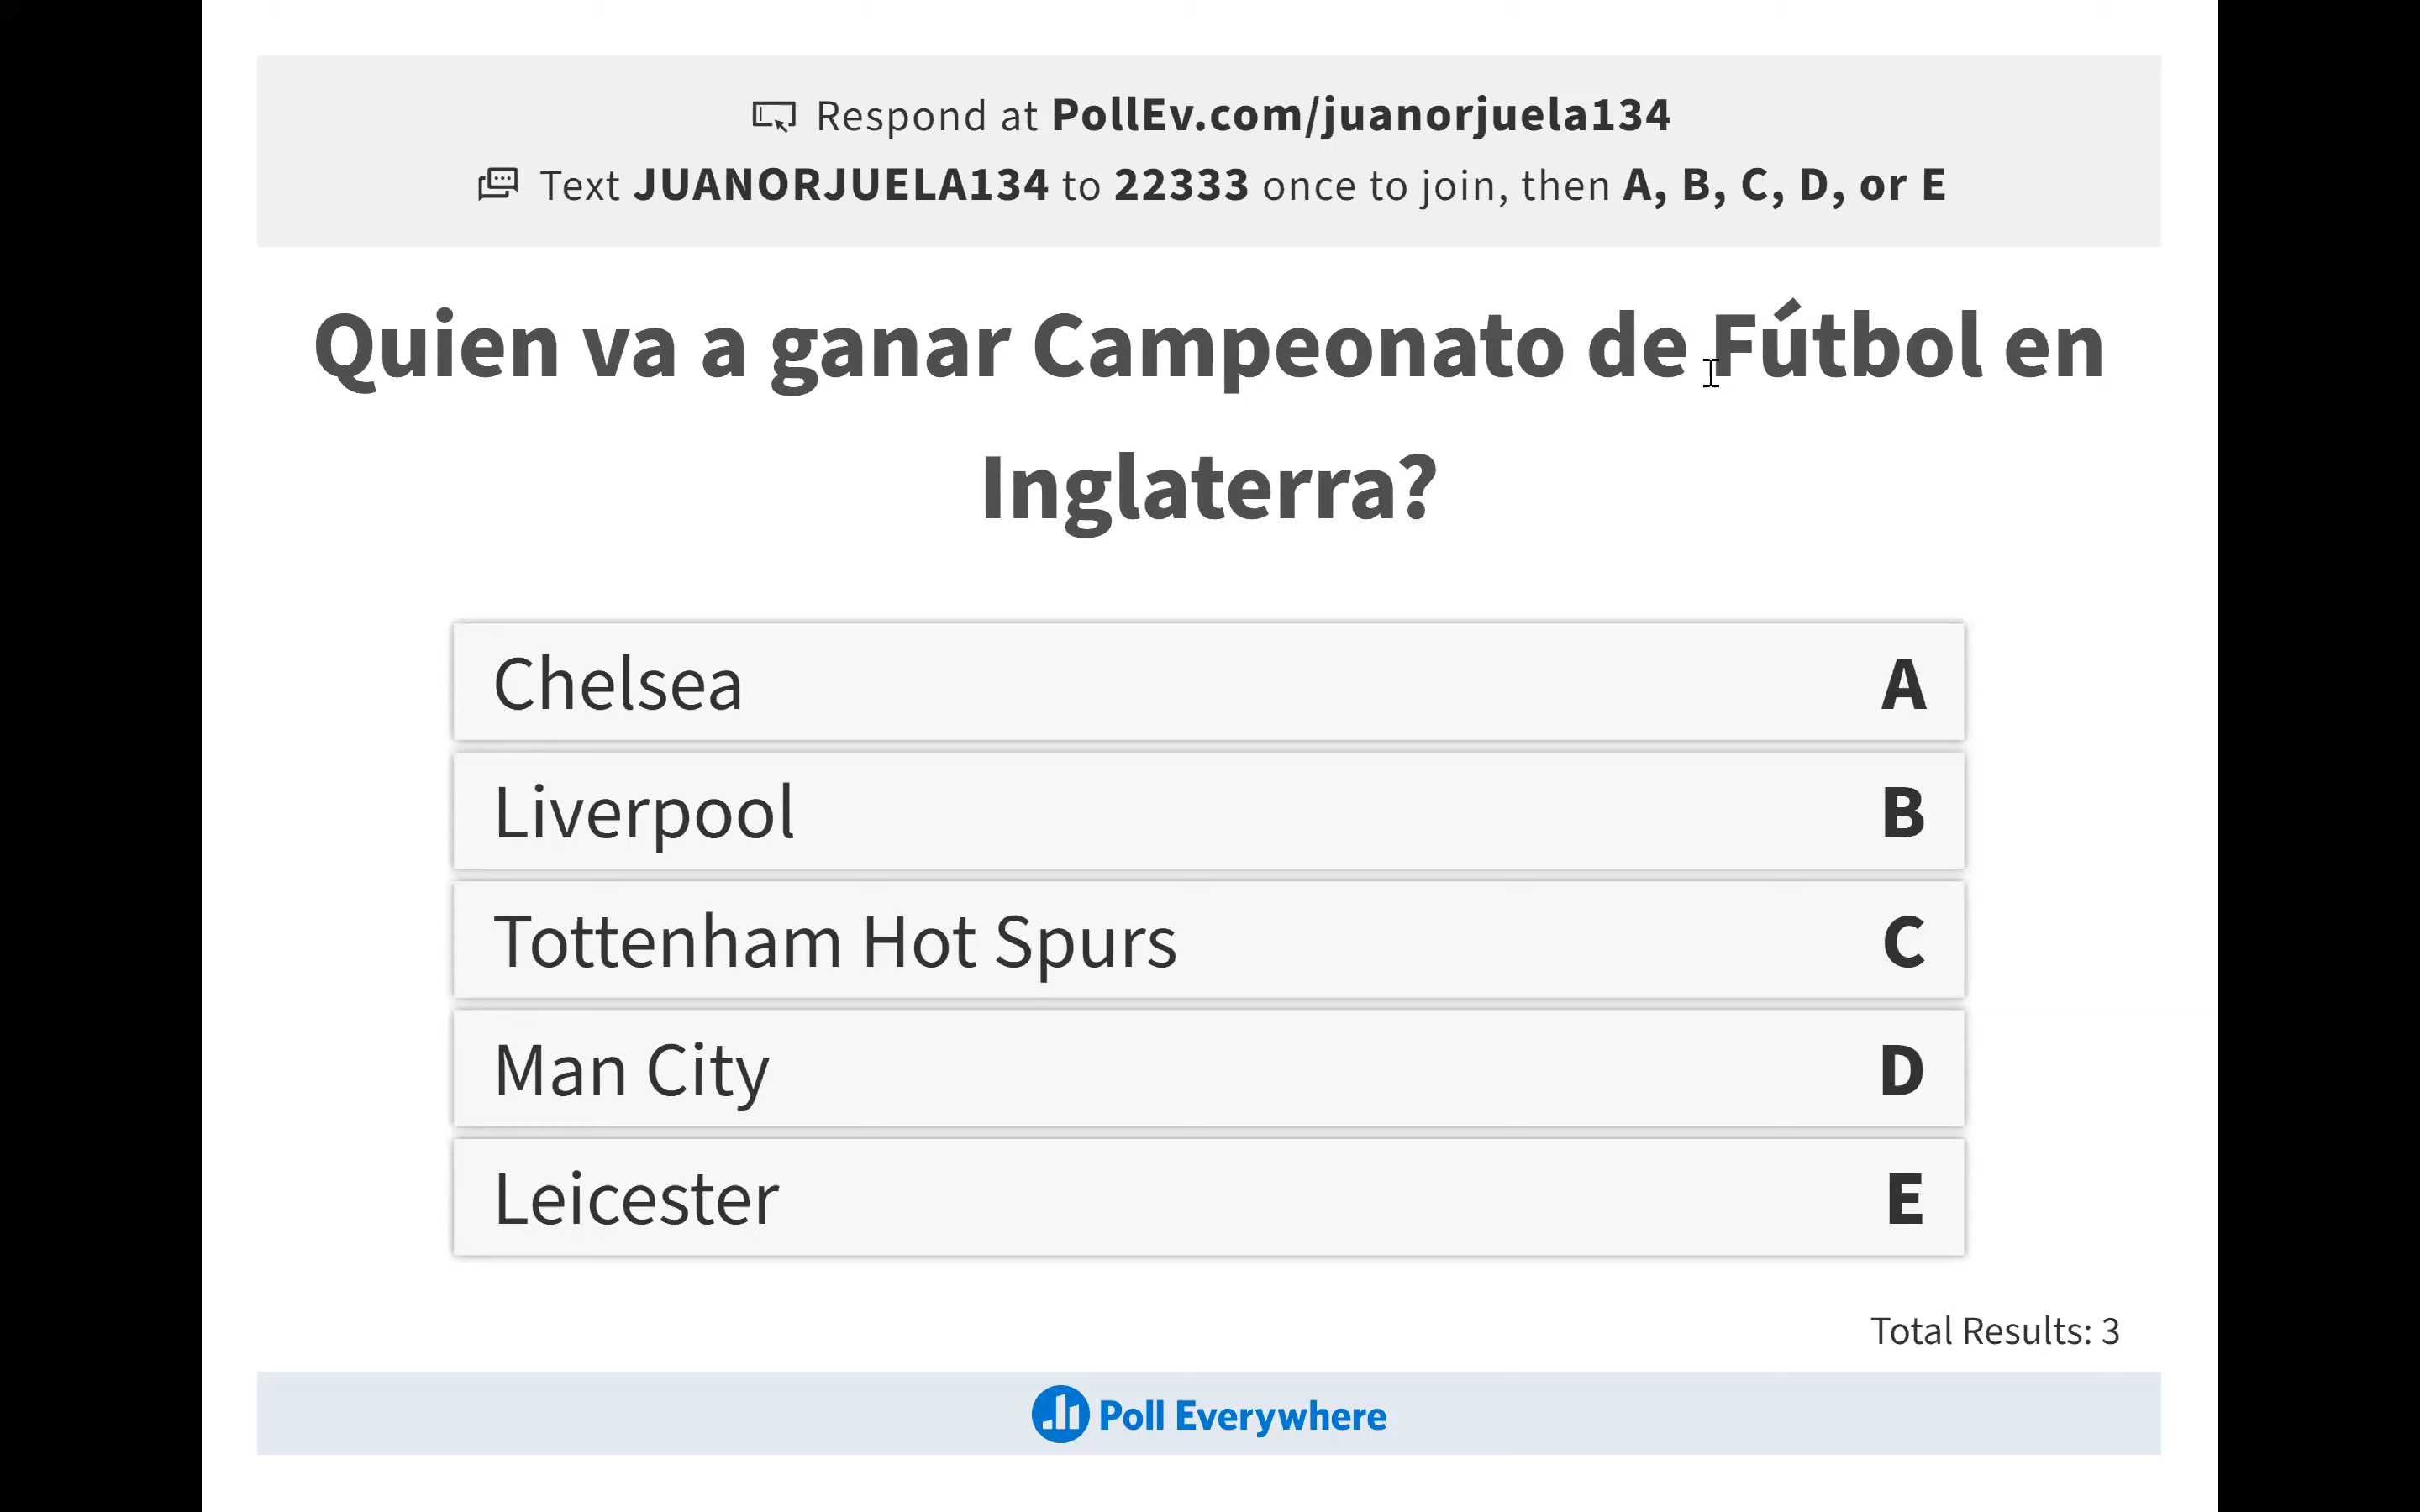 Respond at PollEv.com/juanorjuela134
Text JUANORJUELA134 to 22333 once to join, then A, B, C, D, or E
Quien va a ganar Campeonato de Fútbol en
Inglaterra?
Chelsea A
Liverpool B
Tottenham Hot Spurs C
Man City D
Leicester E
Total Results: 3
Poll Everywhere